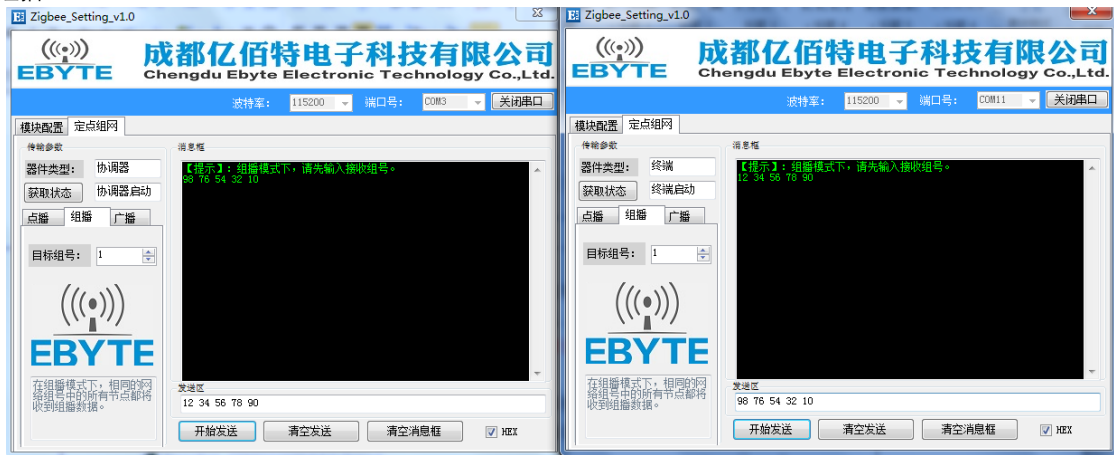 Zigbee_Setting_v1.0
EBYTE
成都亿佰特电子科技有限公司
Chengdu Ebyte Electronic Technology Co.,Ltd.
波特率： 115200 端口号： COM3 关闭串口
模块配置 定点组网
传输参数
器件类型： 协调器
获取状态 协调器启动
点播 组播 广播
目标组号： 1
EBYTE
在组播模式下，相同的网
络组号中的所有节点都将
收到组播数据。
消息框
【提示】：组播模式下，请先输入接收组号。
98 76 54 32 10
发送区
12 34 56 78 90
开始发送 清空发送 清空消息框 HEX
Zigbee_Setting_v1.0
EBYTE
成都亿佰特电子科技有限公司
Chengdu Ebyte Electronic Technology Co.,Ltd.
波特率： 115200 端口号： COM11 关闭串口
模块配置 定点组网
传输参数
器件类型： 终端
获取状态 终端启动
点播 组播 广播
目标组号： 1
EBYTE
在组播模式下，相同的网
络组号中的所有节点都将
收到组播数据。
消息框
【提示】：组播模式下，请先输入接收组号。
12 34 56 78 90
发送区
98 76 54 32 10
开始发送 清空发送 清空消息框 HEX